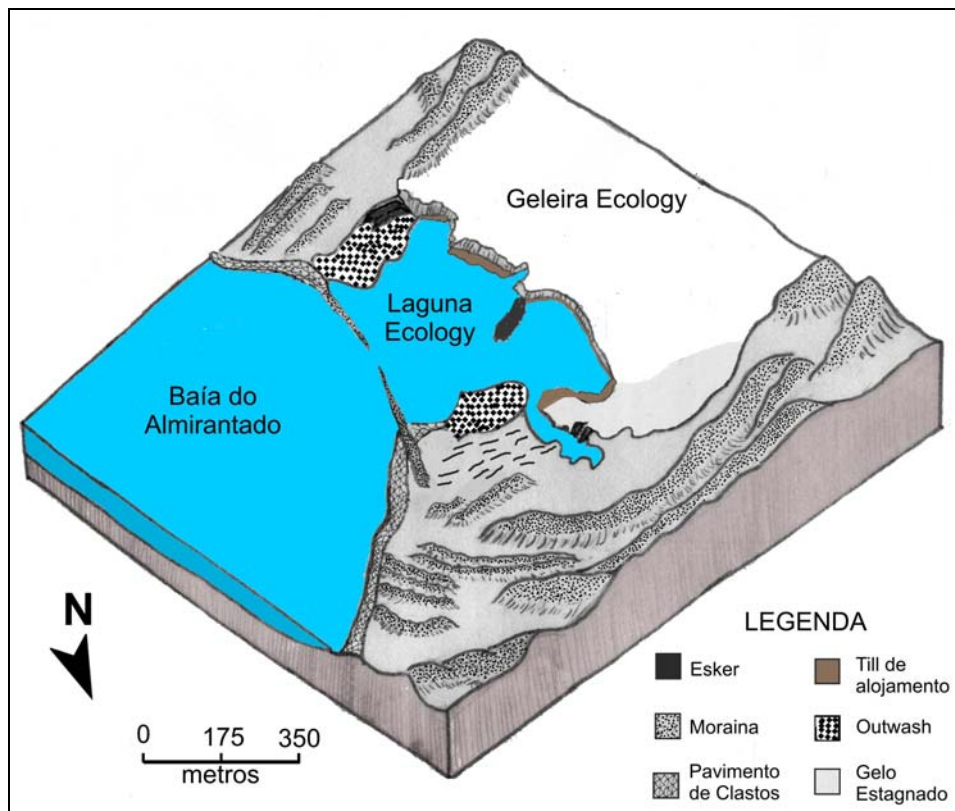 Geleira Ecology
Laguna
Ecology
Baía do
Almirantado
N
0 175 350
metros
LEGENDA
Esker
Till de
alojamento
Moraina
Outwash
Pavimento
de Clastos
Gelo
Estagnado